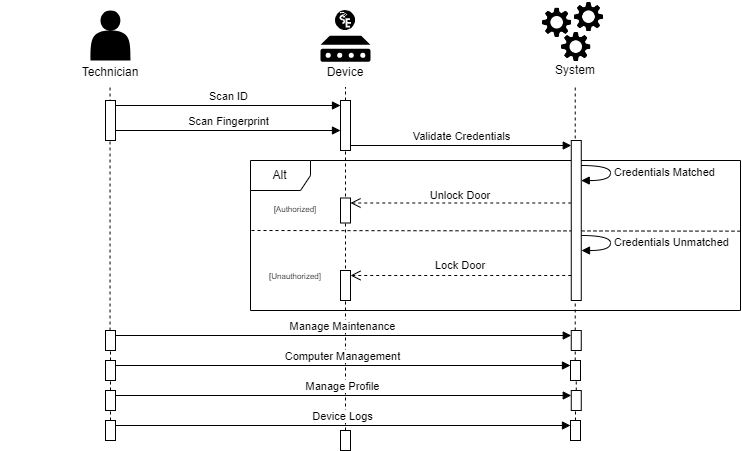 SE
Technician
Device
System
Scan ID
Scan Fingerprint
Validate Credentials
Alt
Credentials Matched
Unlock Door
[Authorized]
Credentials Unmatched
Lock Door
[Unauthorized]
Manage Maintenance
Computer Management
Manage Profile
Device Logs